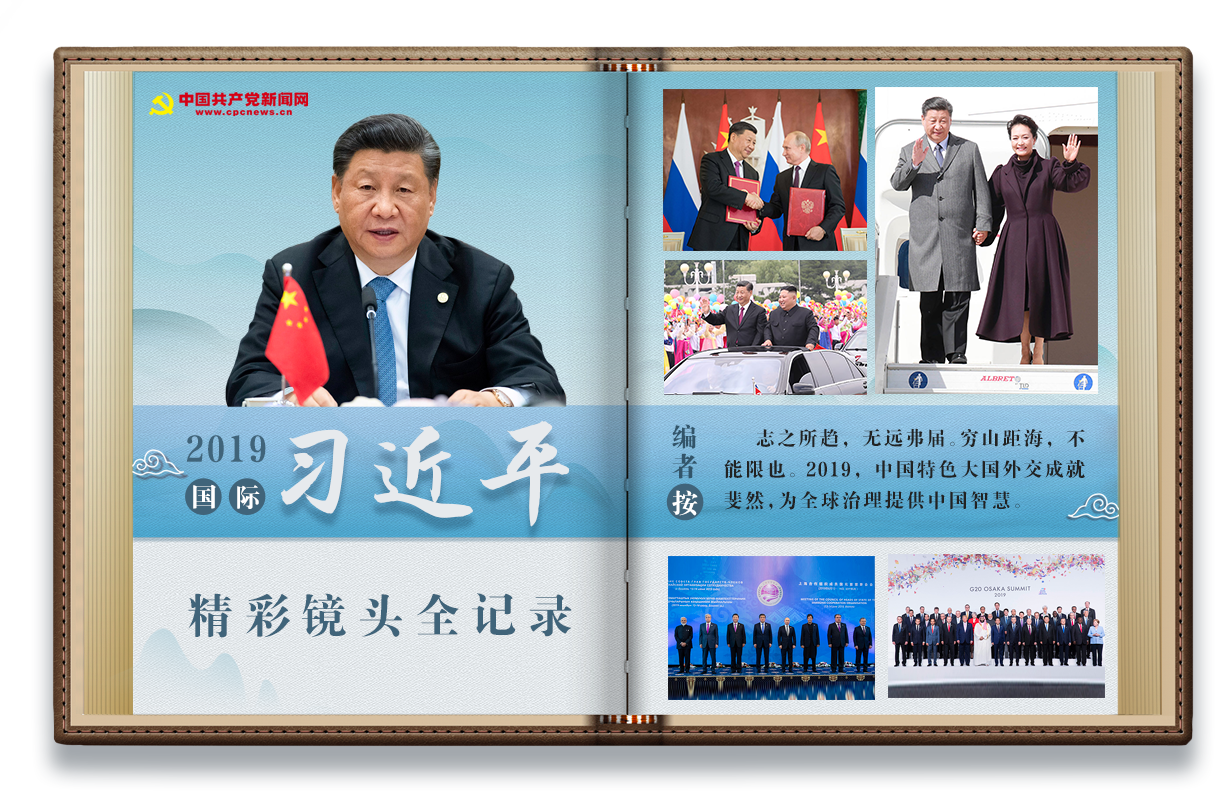 中国共产党新闻网
www.cpcnews.cn
2019
国际
习近平
精彩镜头全记录
ALBRET
编者按
志之所趋，无远弗届。穷山距海，不
能限也。2019，中国特色大国外交成就
斐然，为全球治理提供中国智慧。
G20 OSAKA SUMMIT
2019